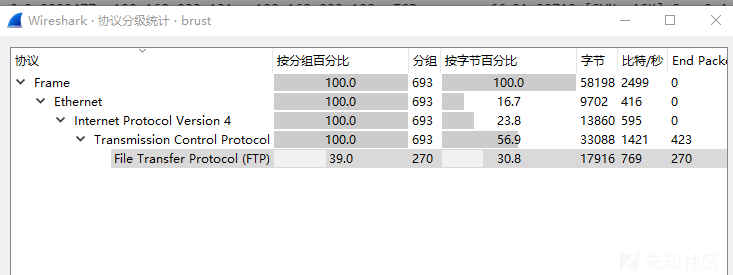 Wireshark · 协议分级统计 · brust
协议 按分组百分比 分组 按字节百分比 字节 比特/秒 End Packe
Frame 100.0 693 100.0 58198 2499 0
Ethernet 100.0 693 16.7 9702 416 0
Internet Protocol Version 4 100.0 693 23.8 13860 595 0
Transmission Control Protocol 100.0 693 56.9 33088 1421 423
File Transfer Protocol (FTP) 39.0 270 30.8 17916 769 270
先知社区